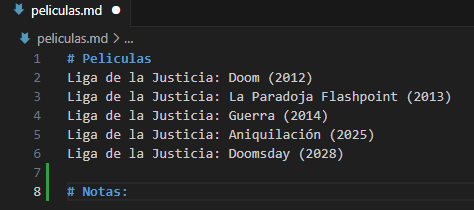 peliculas.md
peliculas.md > ...
1 # Peliculas
2 Liga de la Justicia: Doom (2012)
3 Liga de la Justicia: La Paradoja Flashpoint (2013)
4 Liga de la Justicia: Guerra (2014)
5 Liga de la Justicia: Aniquilación (2025)
6 Liga de la Justicia: Doomsday (2028)
7
8 # Notas: